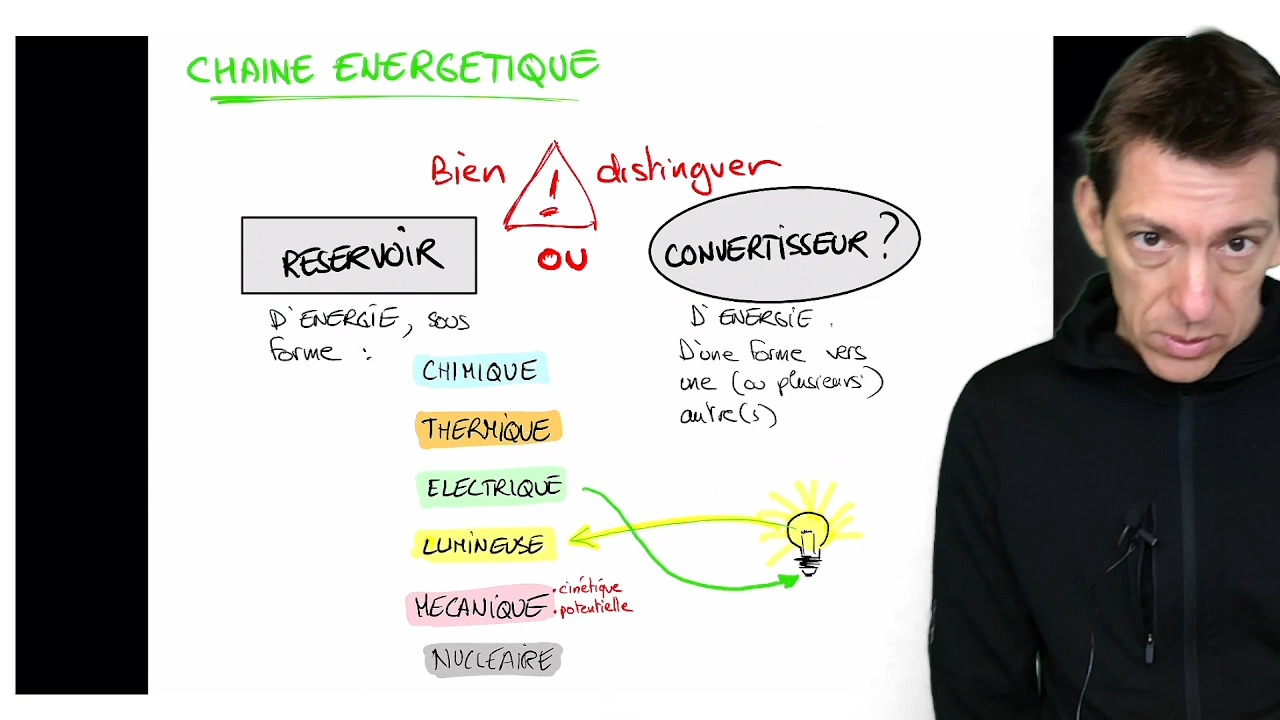 CHAINE ENERGETIQUE
Bien ! distinguer
RESERVOIR
OU
CONVERTISSEUR ?
D'ENERGIE, sous
forme :
D'ENERGIE.
D'une forme vers
une (ou plusieurs)
autre(s)
CHIMIQUE
THERMIQUE
ELECTRIQUE
LUMINEUSE
MECANIQUE
• cinétique
• potentielle
NUCLEAIRE